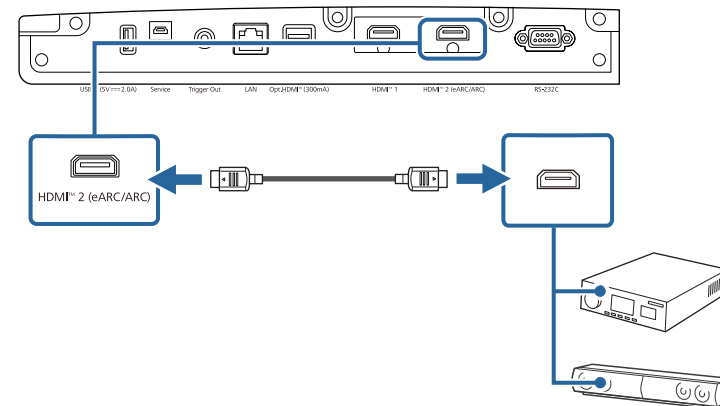 USB (5V⎓2.0A) Service Trigger Out LAN Opt.HDMI™ (300mA) HDMI™ 1 HDMI™ 2 (eARC/ARC) RS-232C
HDMI™ 2 (eARC/ARC)